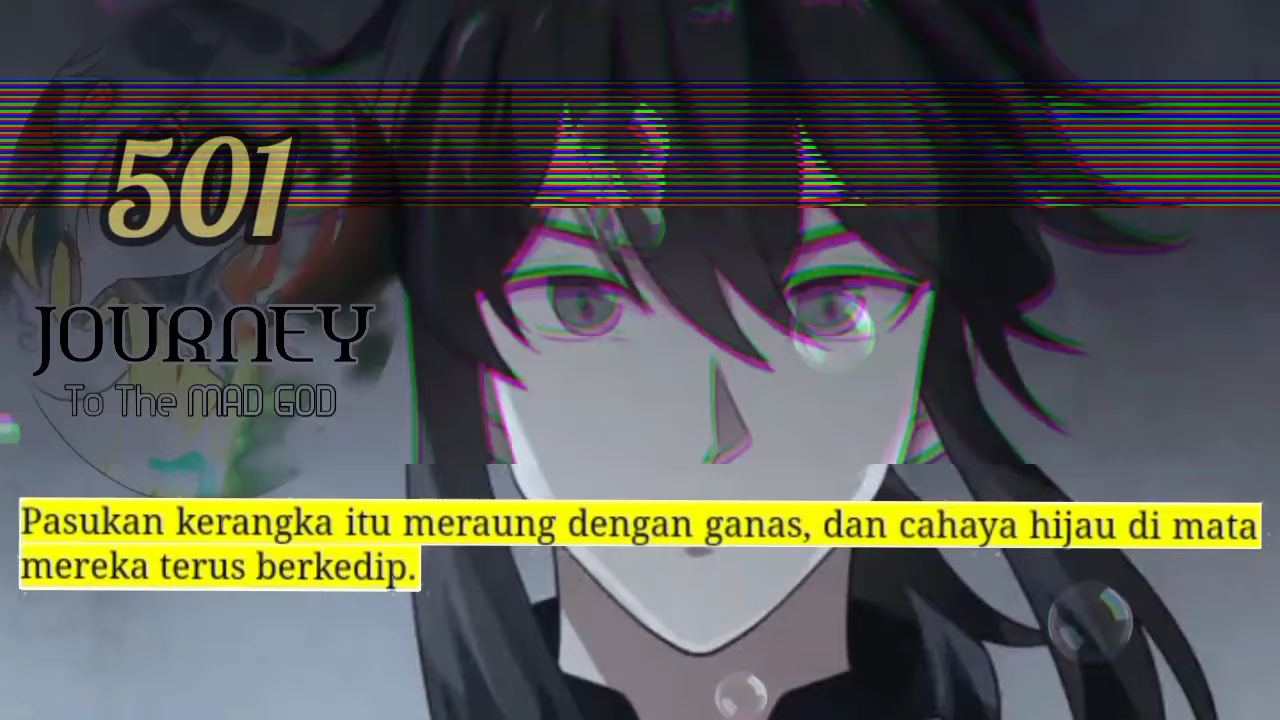 501
JOURNEY
To The MAD GOD
Pasukan kerangka itu meraung dengan ganas, dan cahaya hijau di mata
mereka terus berkedip.